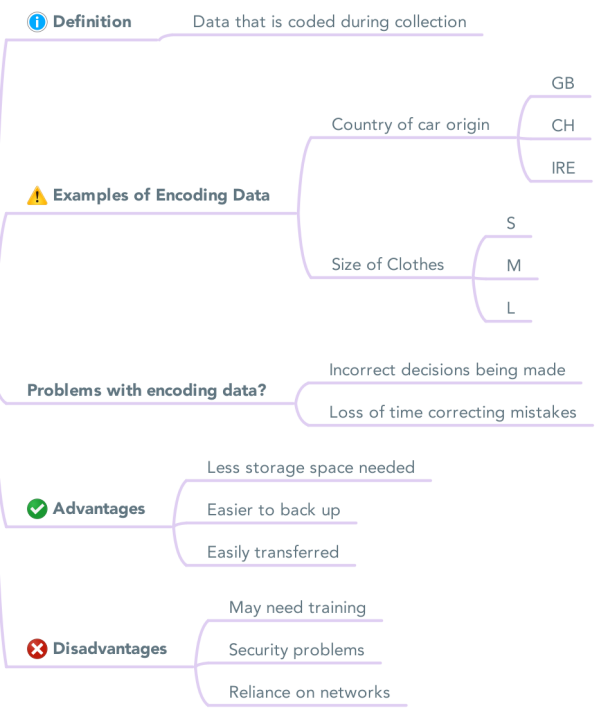 Definition
Data that is coded during collection
Examples of Encoding Data
Country of car origin
GB
CH
IRE
Size of Clothes
S
M
L
Problems with encoding data?
Incorrect decisions being made
Loss of time correcting mistakes
Advantages
Less storage space needed
Easier to back up
Easily transferred
Disadvantages
May need training
Security problems
Reliance on networks